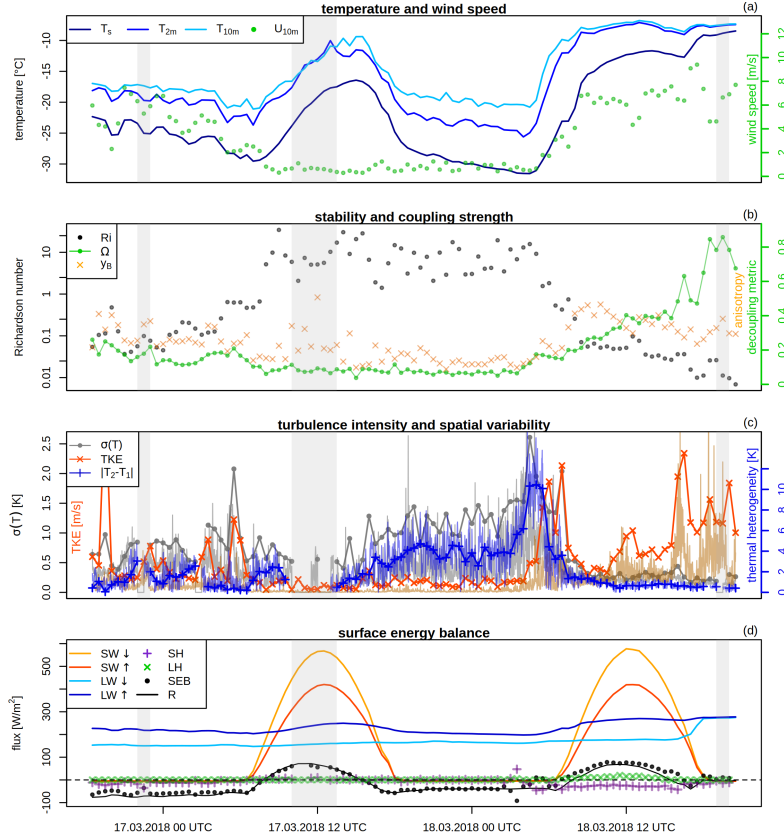 temperature and wind speed
(a)
Ts T2m T10m U10m
temperature [°C]
-10
-15
-20
-25
-30
wind speed [m/s]
0 2 4 6 8 10 12
stability and coupling strength
(b)
Ri
Ω
yB
Richardson number
10
1
0.1
0.01
anisotropy
decoupling metric
0 0.2 0.4 0.6 0.8
turbulence intensity and spatial variability
(c)
σ(T)
TKE
|T2-T1|
σ(T) [K]
TKE [m/s]
2.5
2.0
1.5
1.0
0.5
0.0
thermal heterogeneity [K]
0 2 4 6 8 10
surface energy balance
(d)
SW ↓ SH
SW ↑ LH
LW ↓ SEB
LW ↑ R
flux [W/m²]
500
300
100
-100
17.03.2018 00 UTC 17.03.2018 12 UTC 18.03.2018 00 UTC 18.03.2018 12 UTC